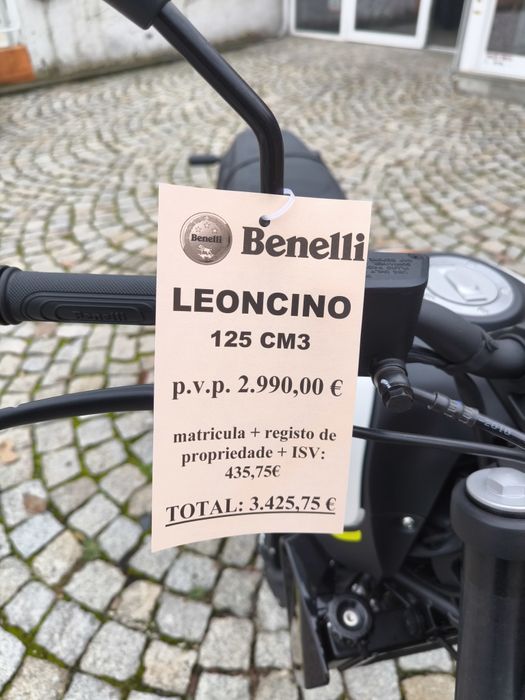 Benelli
Benelli
LEONCINO
125 CM3
p.v.p. 2.990,00 €
matricula + registo de
propriedade + ISV:
435,75€
TOTAL: 3.425,75 €
Benelli